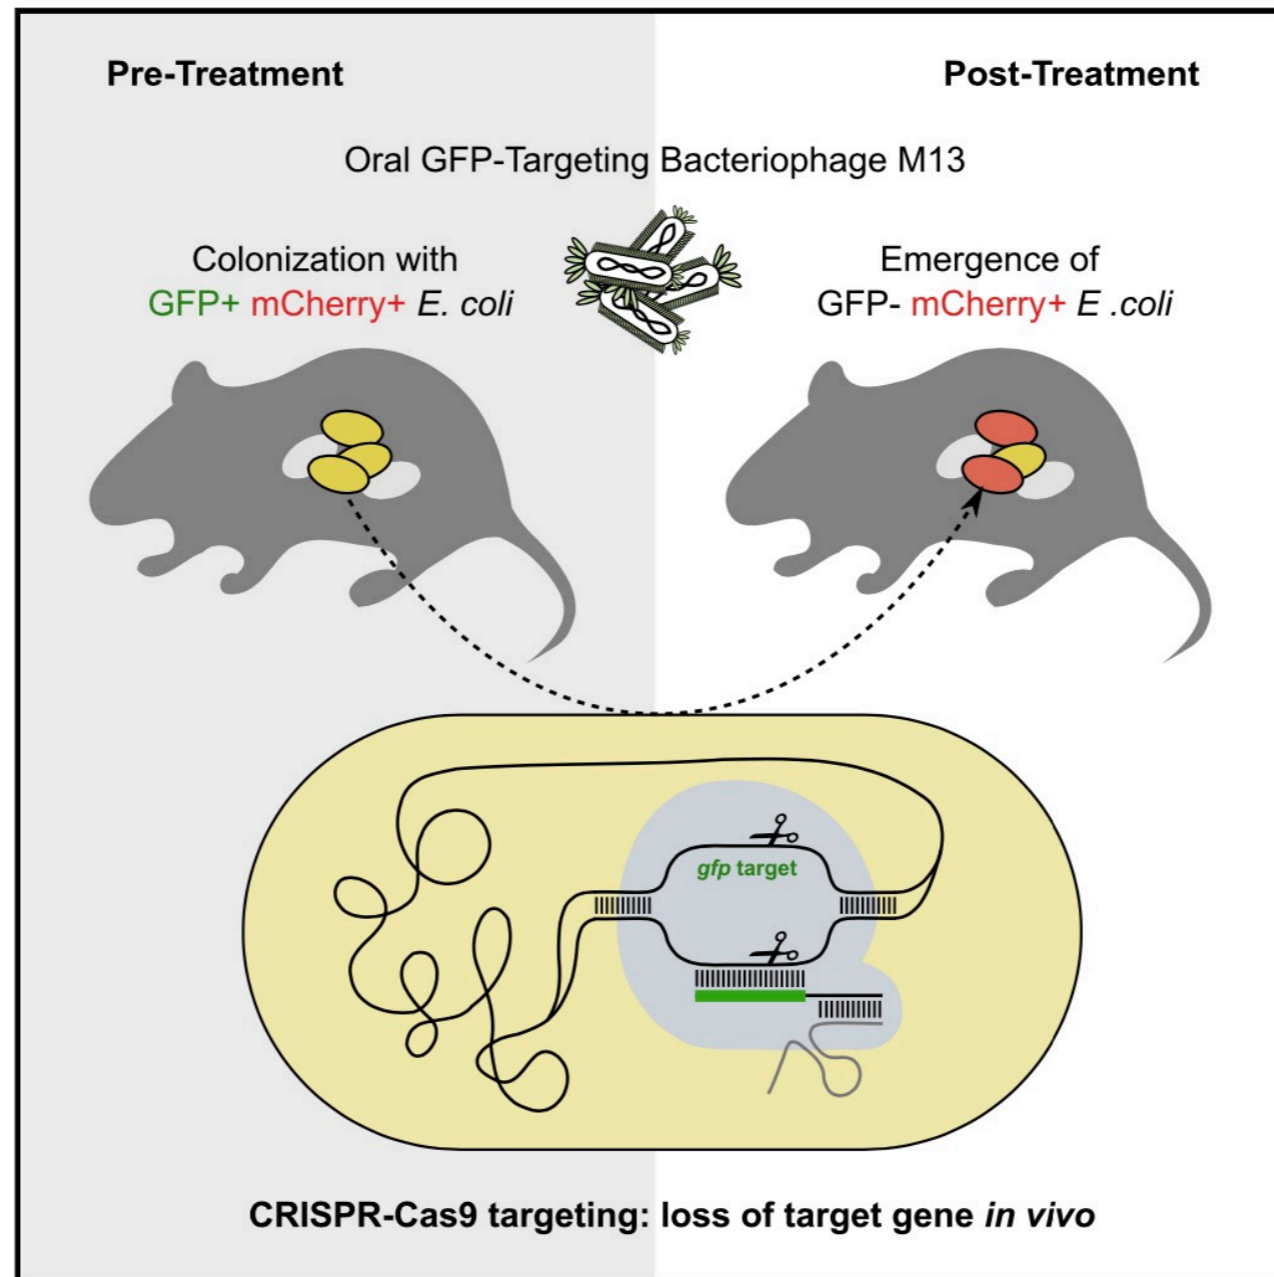 Pre-Treatment
Post-Treatment
Oral GFP-Targeting Bacteriophage M13
Colonization with
GFP+ mCherry+ E. coli
Emergence of
GFP- mCherry+ E .coli
gfp target
CRISPR-Cas9 targeting: loss of target gene in vivo